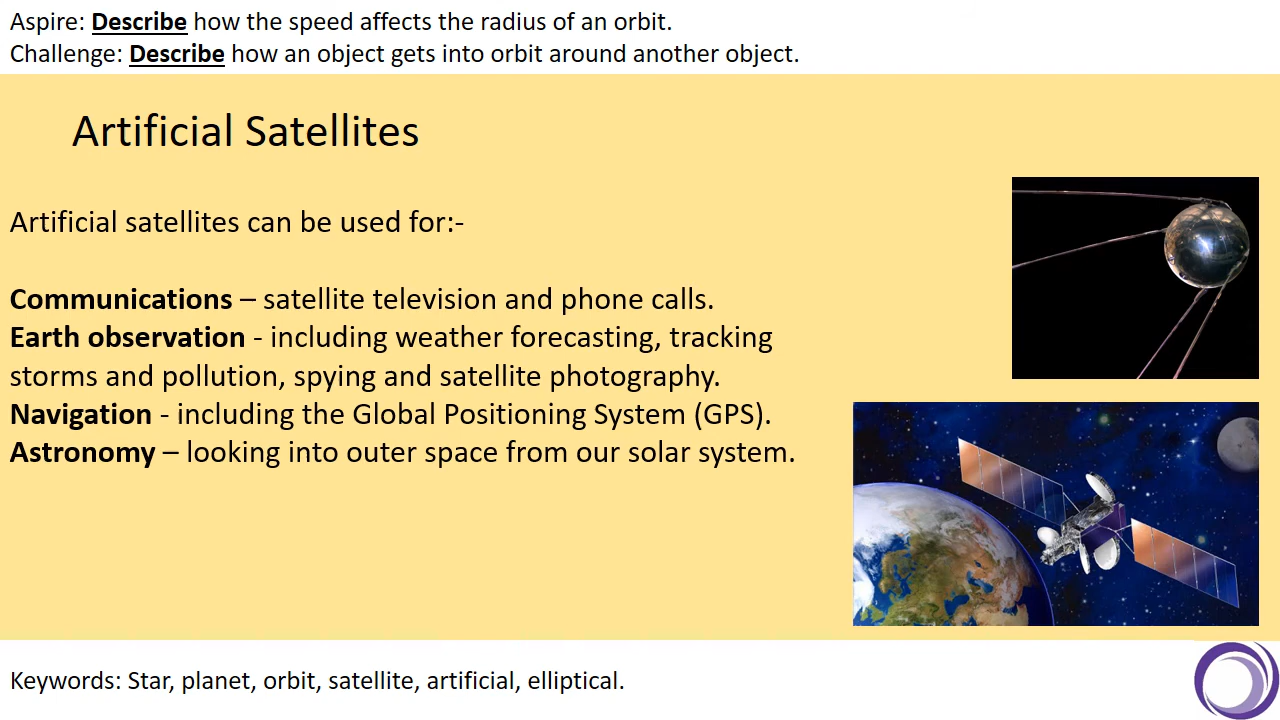 Aspire: Describe how the speed affects the radius of an orbit.
Challenge: Describe how an object gets into orbit around another object.
Artificial Satellites
Artificial satellites can be used for:-
Communications – satellite television and phone calls.
Earth observation - including weather forecasting, tracking
storms and pollution, spying and satellite photography.
Navigation - including the Global Positioning System (GPS).
Astronomy – looking into outer space from our solar system.
Keywords: Star, planet, orbit, satellite, artificial, elliptical.